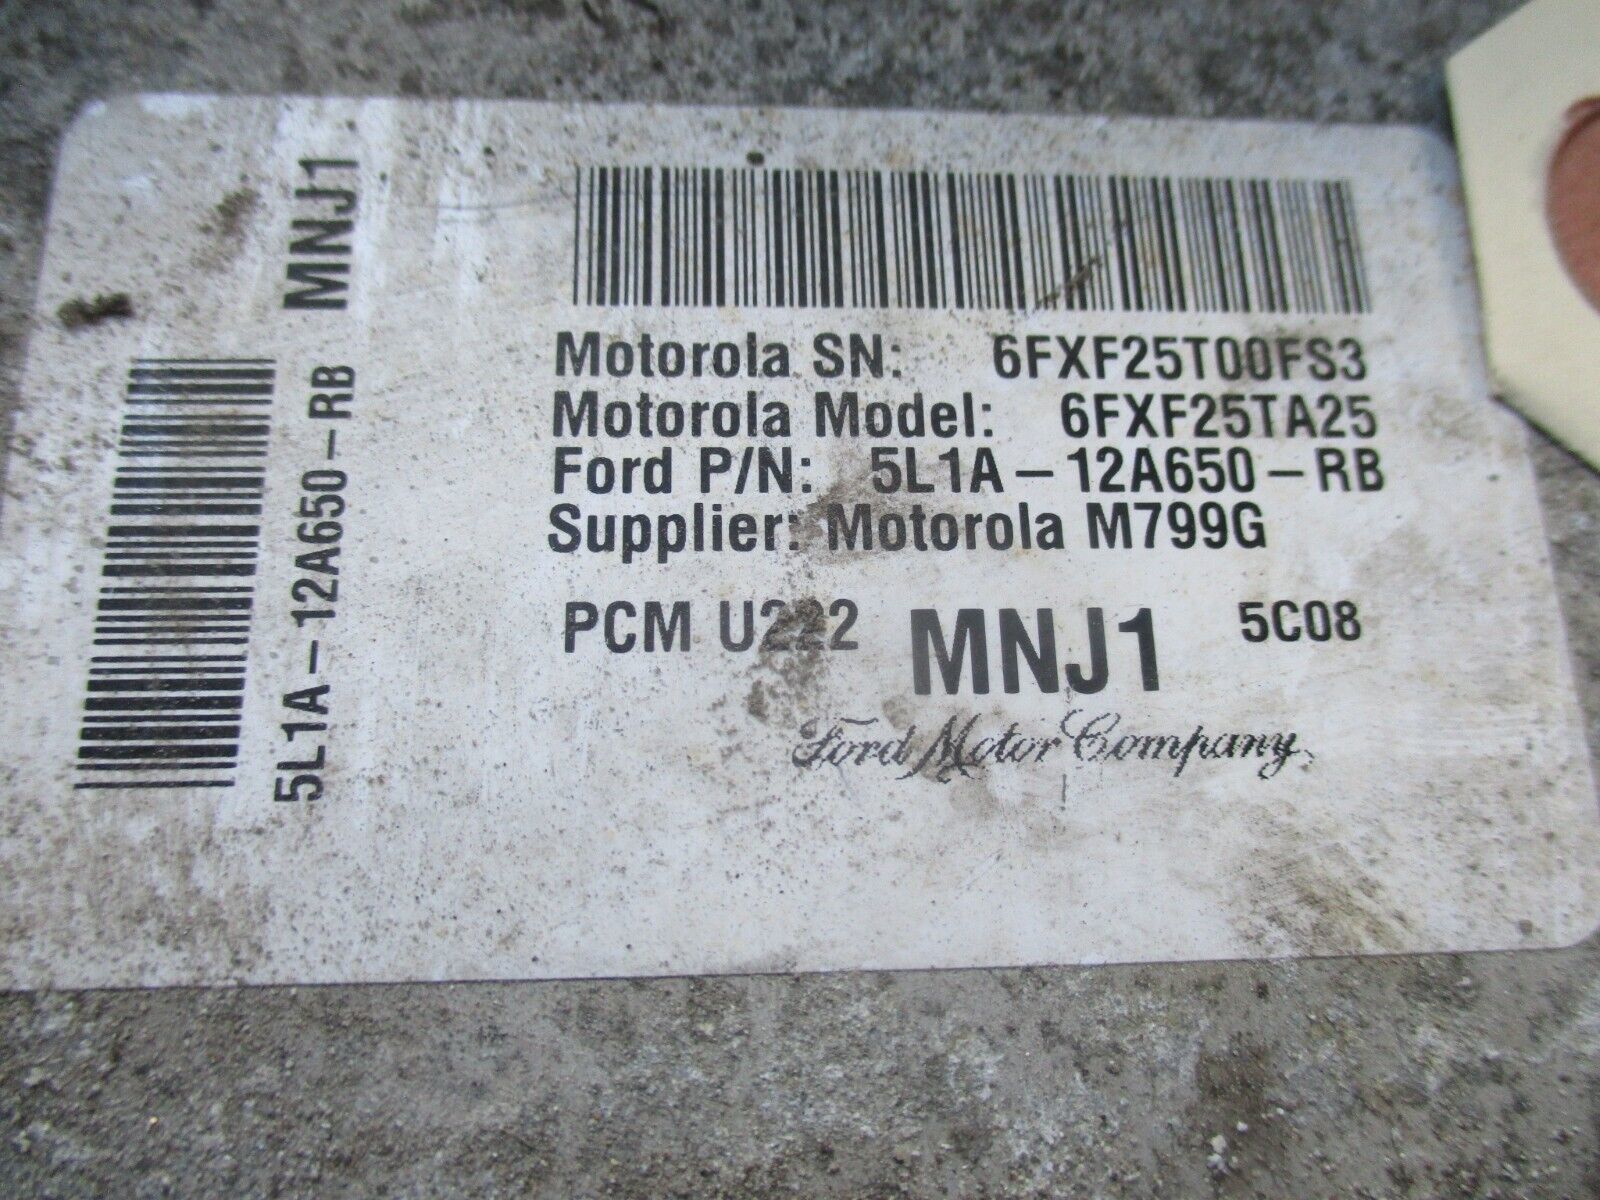 MNJ1
5L1A-12A650-RB
Motorola SN: 6FXF25T00FS3
Motorola Model: 6FXF25TA25
Ford P/N: 5L1A-12A650-RB
Supplier: Motorola M799G
PCM U222 MNJ1 5C08
Ford Motor Company